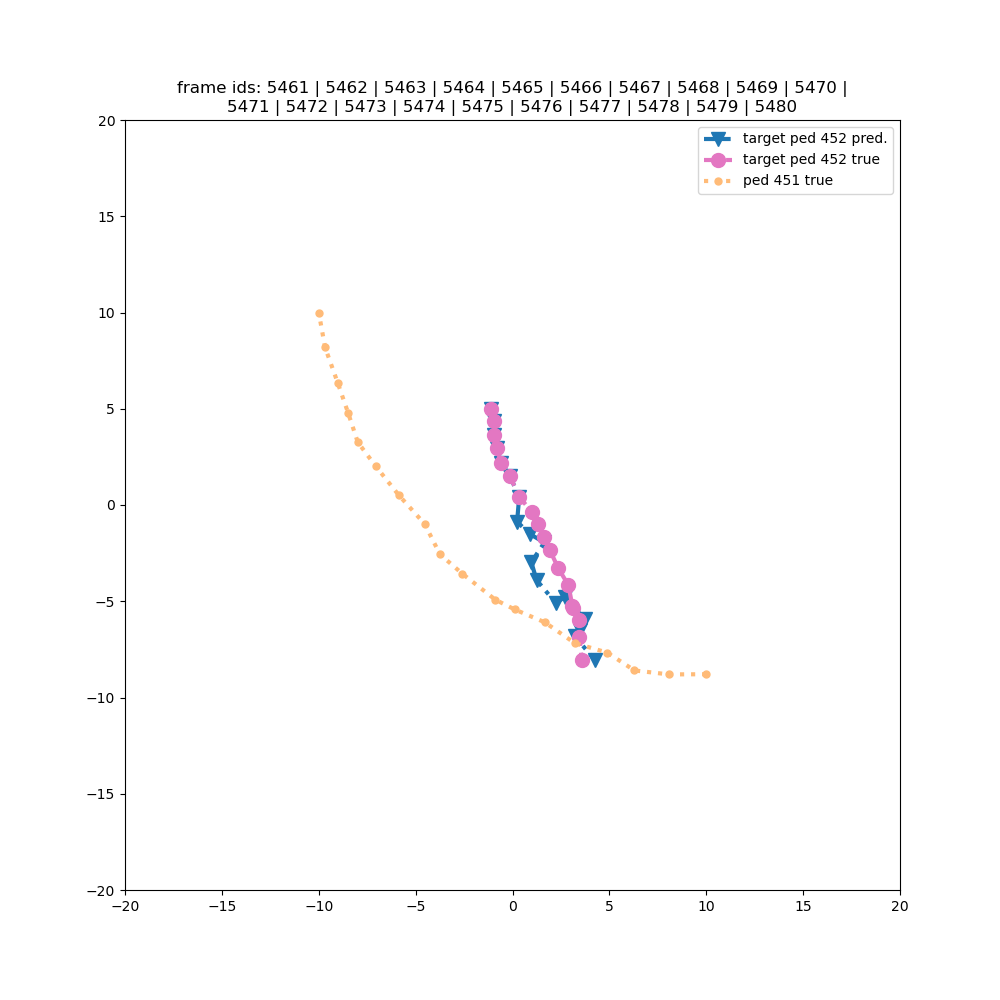 frame ids: 5461 | 5462 | 5463 | 5464 | 5465 | 5466 | 5467 | 5468 | 5469 | 5470 |
5471 | 5472 | 5473 | 5474 | 5475 | 5476 | 5477 | 5478 | 5479 | 5480
target ped 452 pred.
target ped 452 true
ped 451 true
20
15
10
5
0
−5
−10
−15
−20
−20 −15 −10 −5 0 5 10 15 20